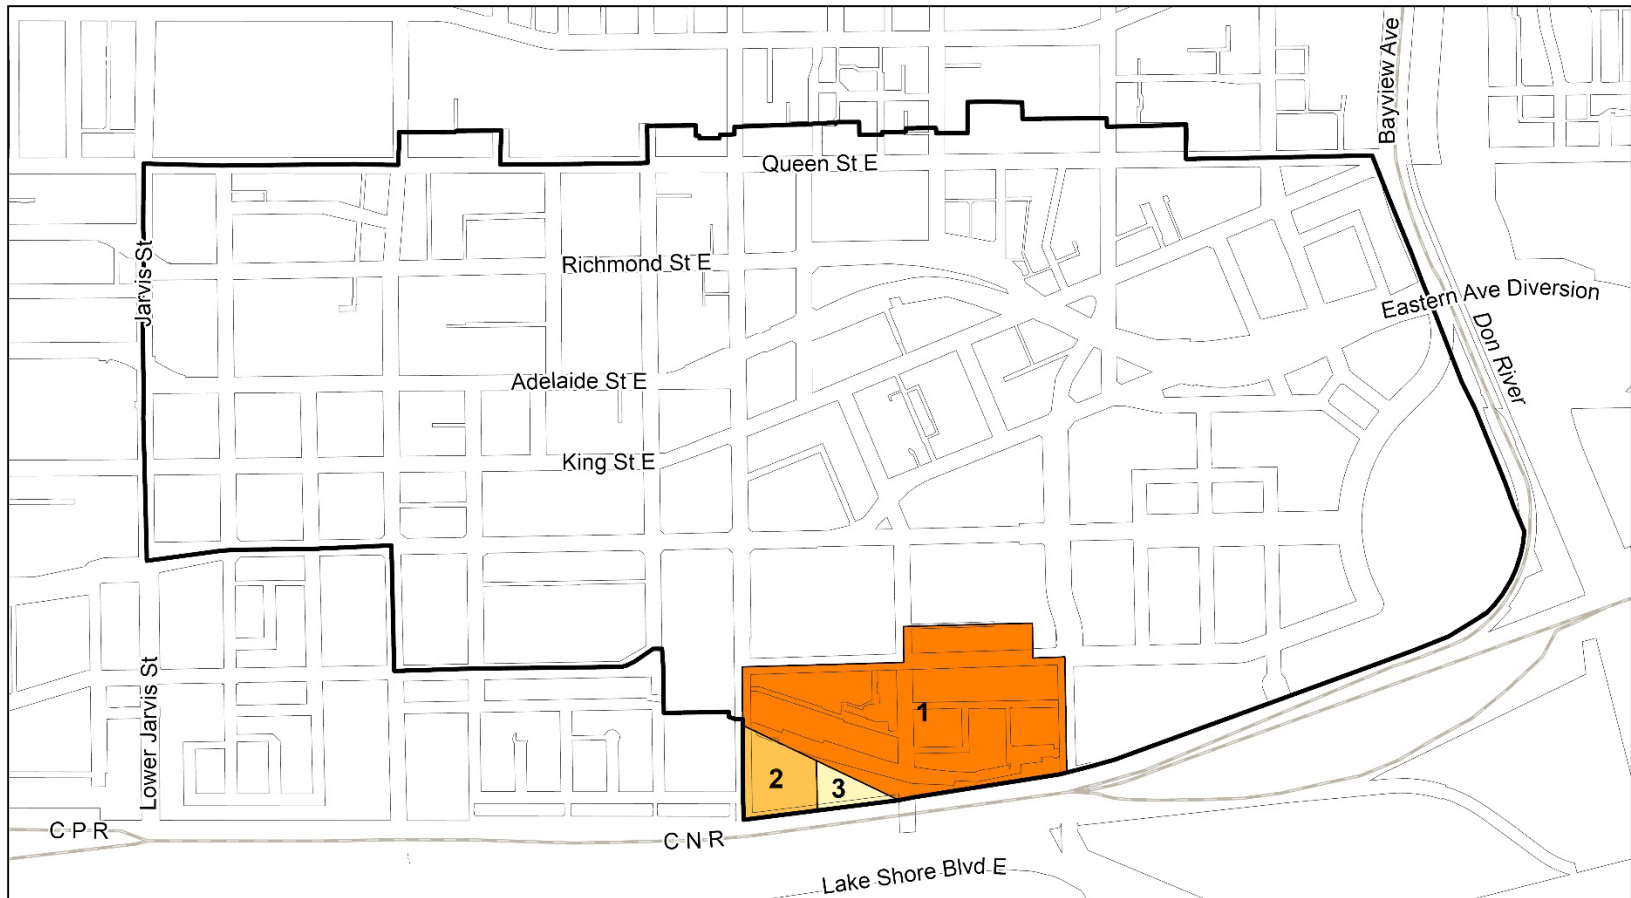 Bayview Ave
Queen St E
Jarvis St
Richmond St E
Eastern Ave Diversion
Don River
Adelaide St E
King St E
Lower Jarvis St
1
2
3
C P R
C N R
Lake Shore Blvd E